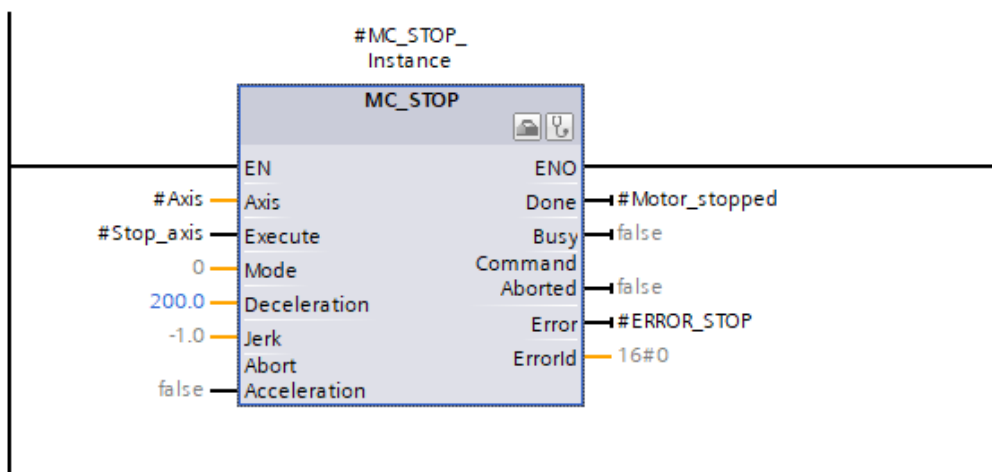 #MC_STOP_
Instance
MC_STOP
EN ENO
#Axis Axis Done #Motor_stopped
#Stop_axis Execute Busy false
0 Mode Command
Aborted false
200.0 Deceleration
-1.0 Jerk Error #ERROR_STOP
Abort ErrorId 16#0
false Acceleration